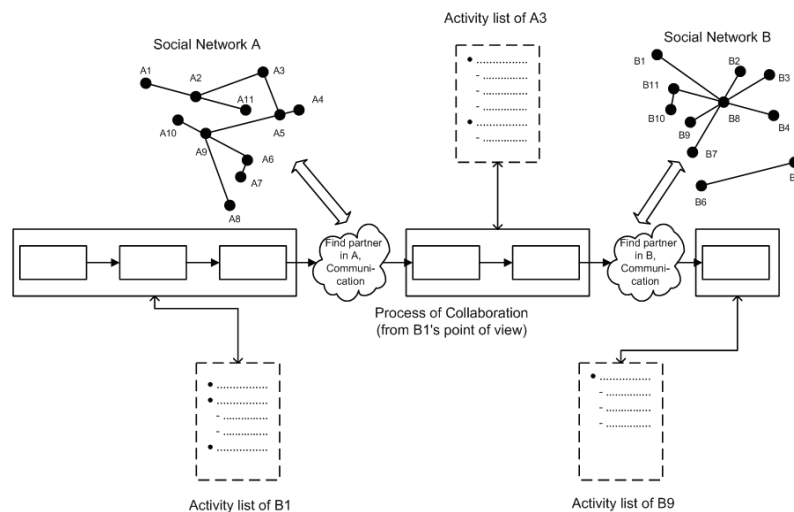 Activity list of A3
Social Network A
Social Network B
A1
A2
A3
A11
A4
A10
A5
A9
A6
A7
A8
B1
B2
B3
B11
B10
B8
B9
B4
B7
B6
Find partner
in A,
Communi-
cation
Find partner
in B,
Communi-
cation
Process of Collaboration
(from B1's point of view)
Activity list of B1
Activity list of B9